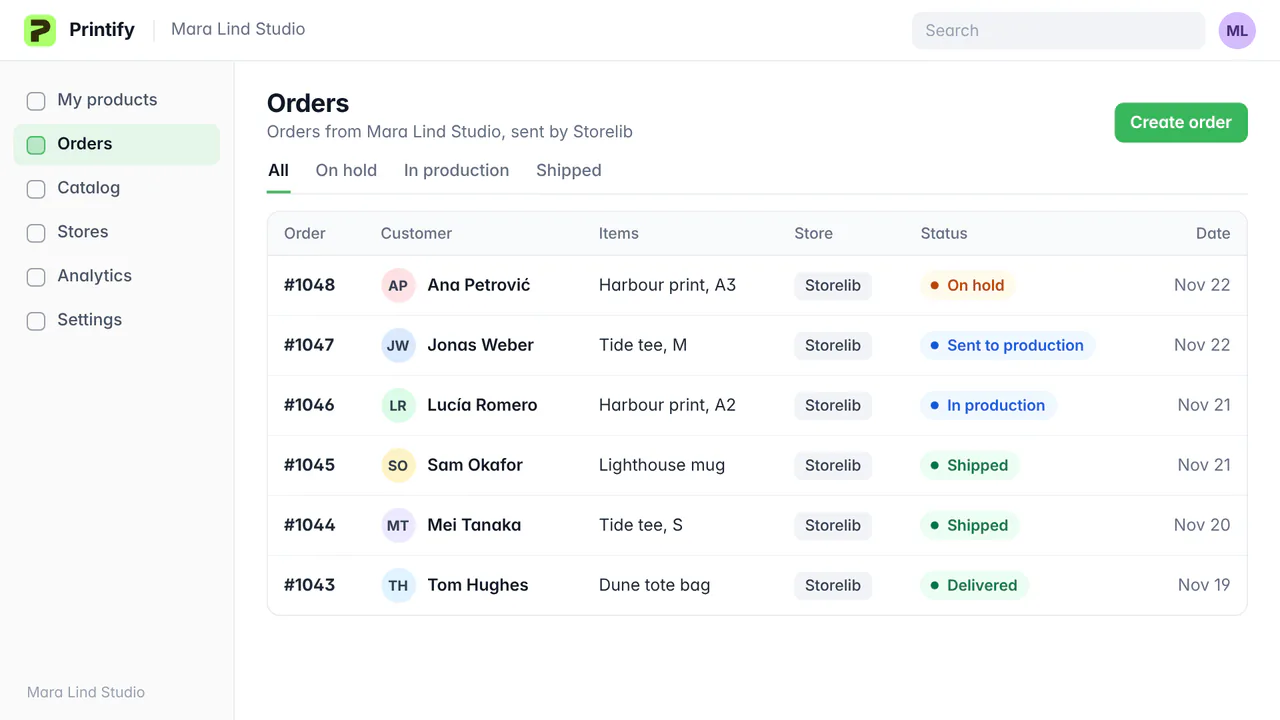 Printify
Mara Lind Studio
Search
ML
My products
Orders
Catalog
Stores
Analytics
Settings
Mara Lind Studio
Orders
Orders from Mara Lind Studio, sent by Storelib
Create order
All On hold In production Shipped
Order Customer Items Store Status Date
#1048 AP Ana Petrović Harbour print, A3 Storelib On hold Nov 22
#1047 JW Jonas Weber Tide tee, M Storelib Sent to production Nov 22
#1046 LR Lucía Romero Harbour print, A2 Storelib In production Nov 21
#1045 SO Sam Okafor Lighthouse mug Storelib Shipped Nov 21
#1044 MT Mei Tanaka Tide tee, S Storelib Shipped Nov 20
#1043 TH Tom Hughes Dune tote bag Storelib Delivered Nov 19